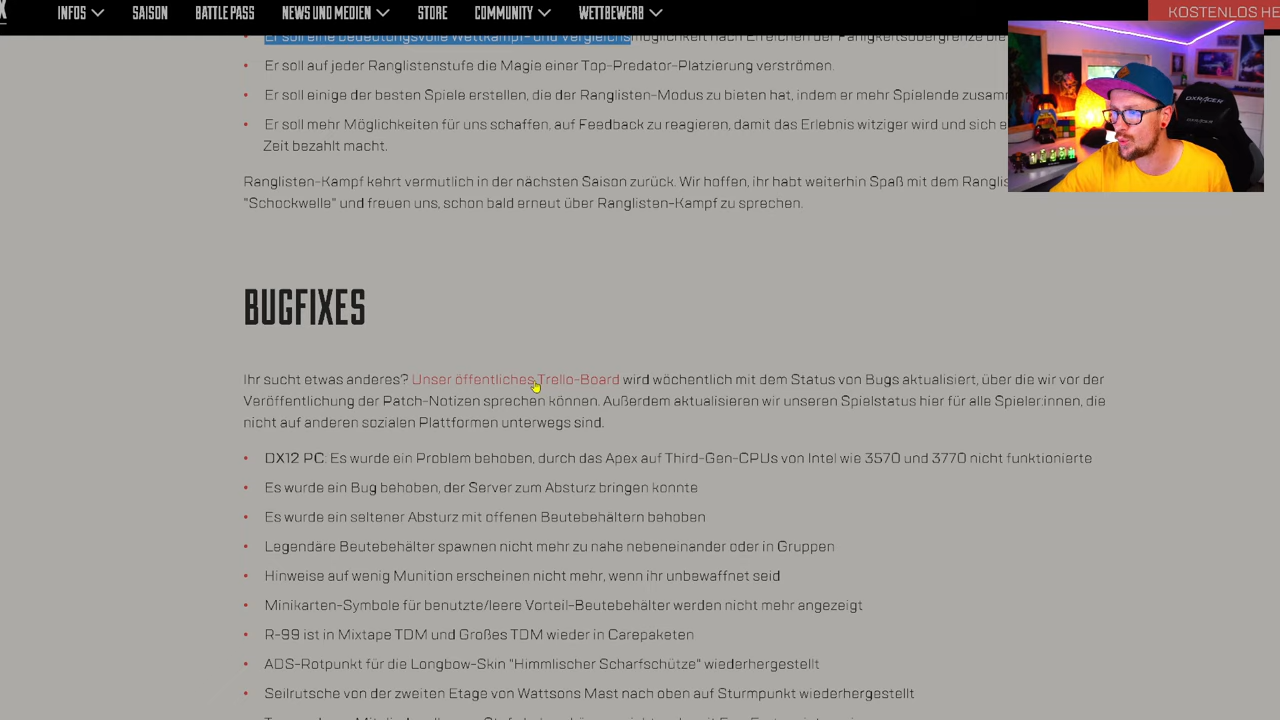 INFOS SAISON BATTLE PASS NEWS UND MEDIEN STORE COMMUNITY WETTBEWERB KOSTENLOS HE
Er soll eine bedeutungsvolle Wettkampf- und Vergleichsmöglichkeit nach Erreichen der Fähigkeitsobergrenze bie
Er soll auf jeder Ranglistenstufe die Magie einer Top-Predator-Platzierung verströmen.
Er soll einige der besten Spiele erstellen, die der Ranglisten-Modus zu bieten hat, indem er mehr Spielende zusam
Er soll mehr Möglichkeiten für uns schaffen, auf Feedback zu reagieren, damit das Erlebnis witziger wird und sich e
Zeit bezahlt macht.
Ranglisten-Kampf kehrt vermutlich in der nächsten Saison zurück. Wir hoffen, ihr habt weiterhin Spaß mit dem Rangli
"Schockwelle" und freuen uns, schon bald erneut über Ranglisten-Kampf zu sprechen.
BUGFIXES
Ihr sucht etwas anderes? Unser öffentliches Trello-Board wird wöchentlich mit dem Status von Bugs aktualisiert, über die wir vor der
Veröffentlichung der Patch-Notizen sprechen können. Außerdem aktualisieren wir unseren Spielstatus hier für alle Spieler:innen, die
nicht auf anderen sozialen Plattformen unterwegs sind.
DX12 PC: Es wurde ein Problem behoben, durch das Apex auf Third-Gen-CPUs von Intel wie 3570 und 3770 nicht funktionierte
Es wurde ein Bug behoben, der Server zum Absturz bringen konnte
Es wurde ein seltener Absturz mit offenen Beutebehältern behoben
Legendäre Beutebehälter spawnen nicht mehr zu nahe nebeneinander oder in Gruppen
Hinweise auf wenig Munition erscheinen nicht mehr, wenn ihr unbewaffnet seid
Minikarten-Symbole für benutzte/leere Vorteil-Beutebehälter werden nicht mehr angezeigt
R-99 ist in Mixtape TDM und Großes TDM wieder in Carepaketen
ADS-Rotpunkt für die Longbow-Skin "Himmlischer Scharfschütze" wiederhergestellt
Seilrutsche von der zweiten Etage von Wattsons Mast nach oben auf Sturmpunkt wiederhergestellt